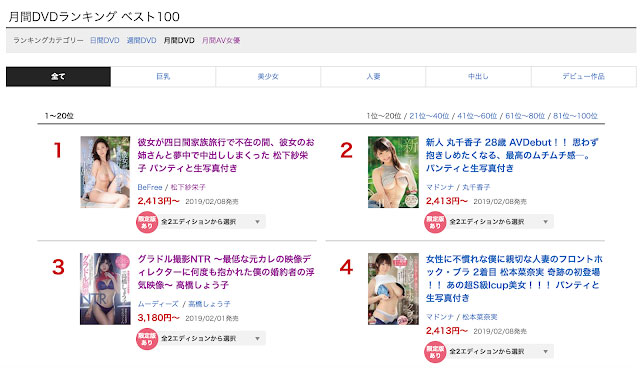 月間DVDランキング ベスト100
ランキングカテゴリー 日間DVD 週間DVD 月間DVD 月間AV女優
全て 巨乳 美少女 人妻 中出し デビュー作品
1〜20位 1位〜20位 / 21位〜40位 / 41位〜60位 / 61位〜80位 / 81位〜100位
1
彼女が四日間家族旅行で不在の間、彼女のお
姉さんと夢中で中出ししまくった 松下紗栄
子 パンティと生写真付き
BeFree / 松下紗栄子
2,413円〜 2019/02/08発売
限定版
あり
全2エディションから選択
2
新人 丸千香子 28歳 AVDebut！！ 思わず
抱きしめたくなる、最高のムチムチ感―。
パンティと生写真付き
マドンナ / 丸千香子
2,413円〜 2019/02/08発売
限定版
あり
全2エディションから選択
3
グラドル撮影NTR 〜最低な元カレの映像デ
ィレクターに何度も抱かれた僕の婚約者の浮
気映像〜 高橋しょう子
ムーディーズ / 高橋しょう子
3,180円〜 2019/02/01発売
限定版
あり
全2エディションから選択
4
女性に不慣れな僕に親切な人妻のフロントホ
ック・ブラ 2着目 松本菜奈実 奇跡の初登場
！！ あの超S級Icup美女！！！ パンティと
生写真付き
マドンナ / 松本菜奈実
2,413円〜 2019/02/08発売
限定版
あり
全2エディションから選択